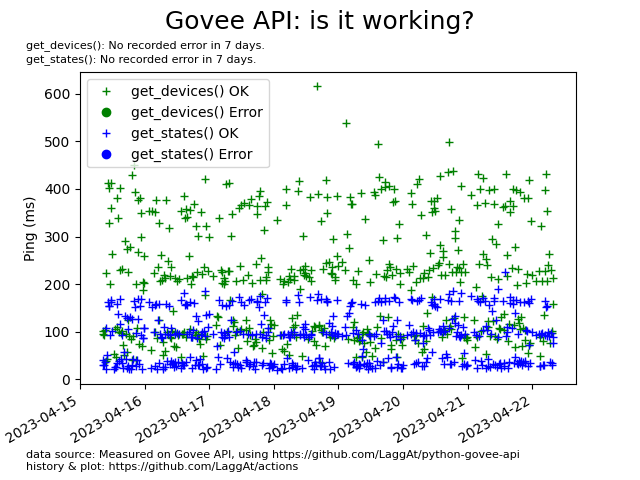 Govee API: is it working?
get_devices(): No recorded error in 7 days.
get_states(): No recorded error in 7 days.
get_devices() OK
get_devices() Error
get_states() OK
get_states() Error
Ping (ms)
600
500
400
300
200
100
0
2023-04-15
2023-04-16
2023-04-17
2023-04-18
2023-04-19
2023-04-20
2023-04-21
2023-04-22
data source: Measured on Govee API, using https://github.com/LaggAt/python-govee-api
history & plot: https://github.com/LaggAt/actions